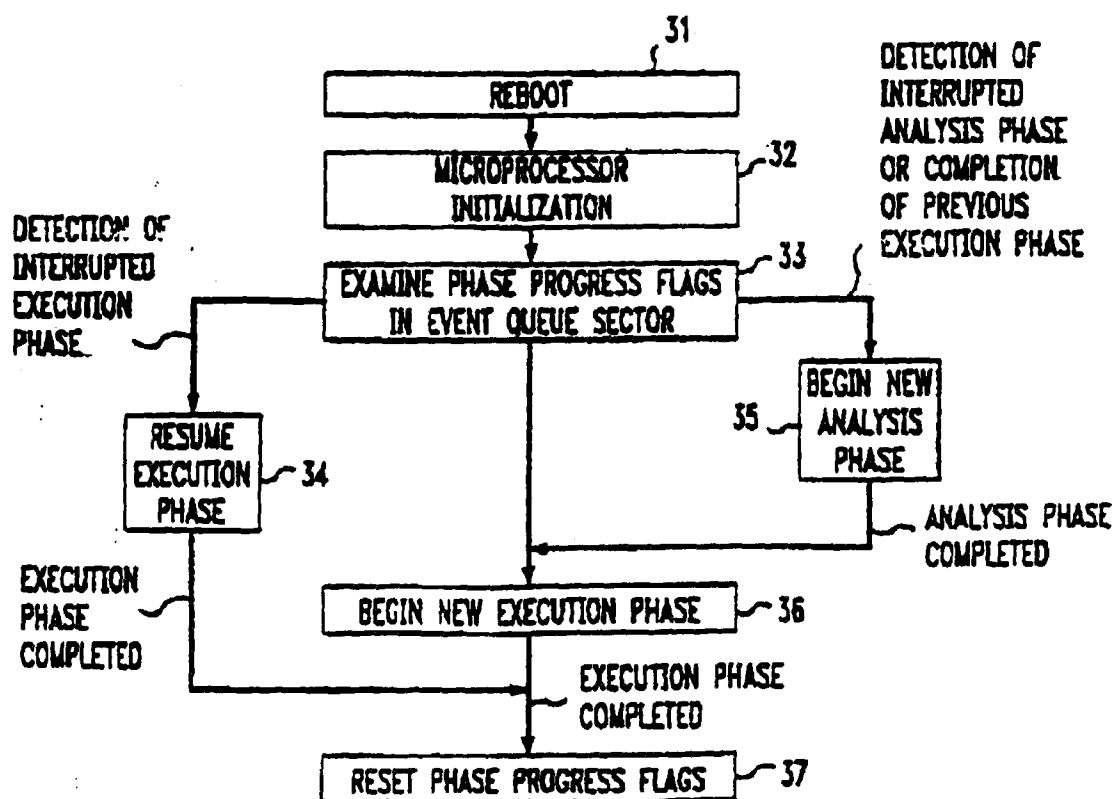 31
REBOOT
MICROPROCESSOR
INITIALIZATION
32
DETECTION OF
INTERRUPTED
ANALYSIS PHASE
OR COMPLETION
OF PREVIOUS
EXECUTION PHASE
DETECTION OF
INTERRUPTED
EXECUTION
PHASE
33
EXAMINE PHASE PROGRESS FLAGS
IN EVENT QUEUE SECTOR
RESUME
EXECUTION
PHASE
34
35
BEGIN NEW
ANALYSIS
PHASE
ANALYSIS PHASE
COMPLETED
EXECUTION
PHASE
COMPLETED
BEGIN NEW EXECUTION PHASE
36
EXECUTION PHASE
COMPLETED
RESET PHASE PROGRESS FLAGS
37